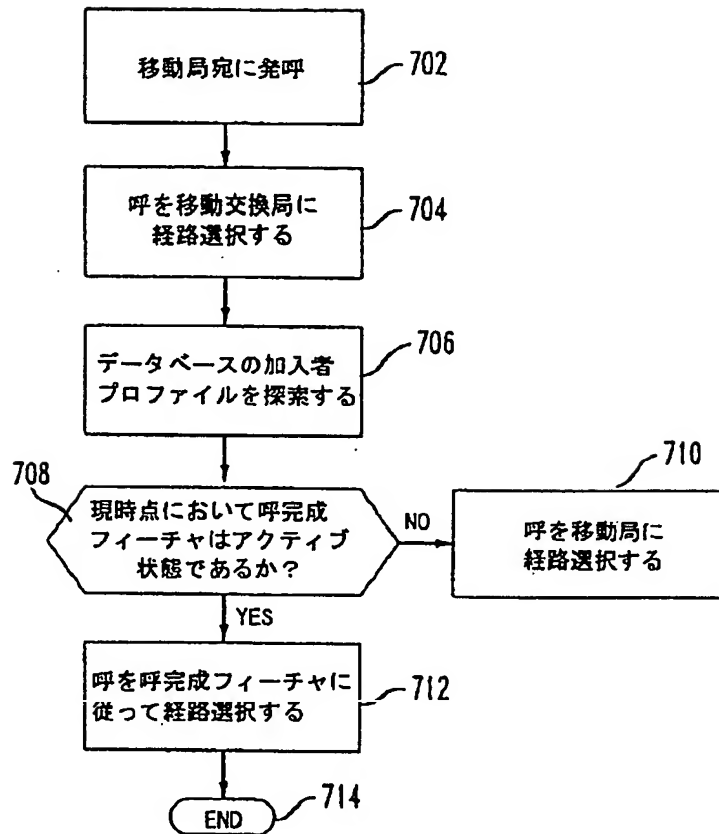 移動局宛に発呼
702
呼を移動交換局に
経路選択する
704
データベースの加入者
プロファイルを探索する
706
708
現時点において呼完成
フィーチャはアクティブ
状態であるか?
NO
710
呼を移動局に
経路選択する
YES
呼を呼完成フィーチャに
従って経路選択する
712
END
714